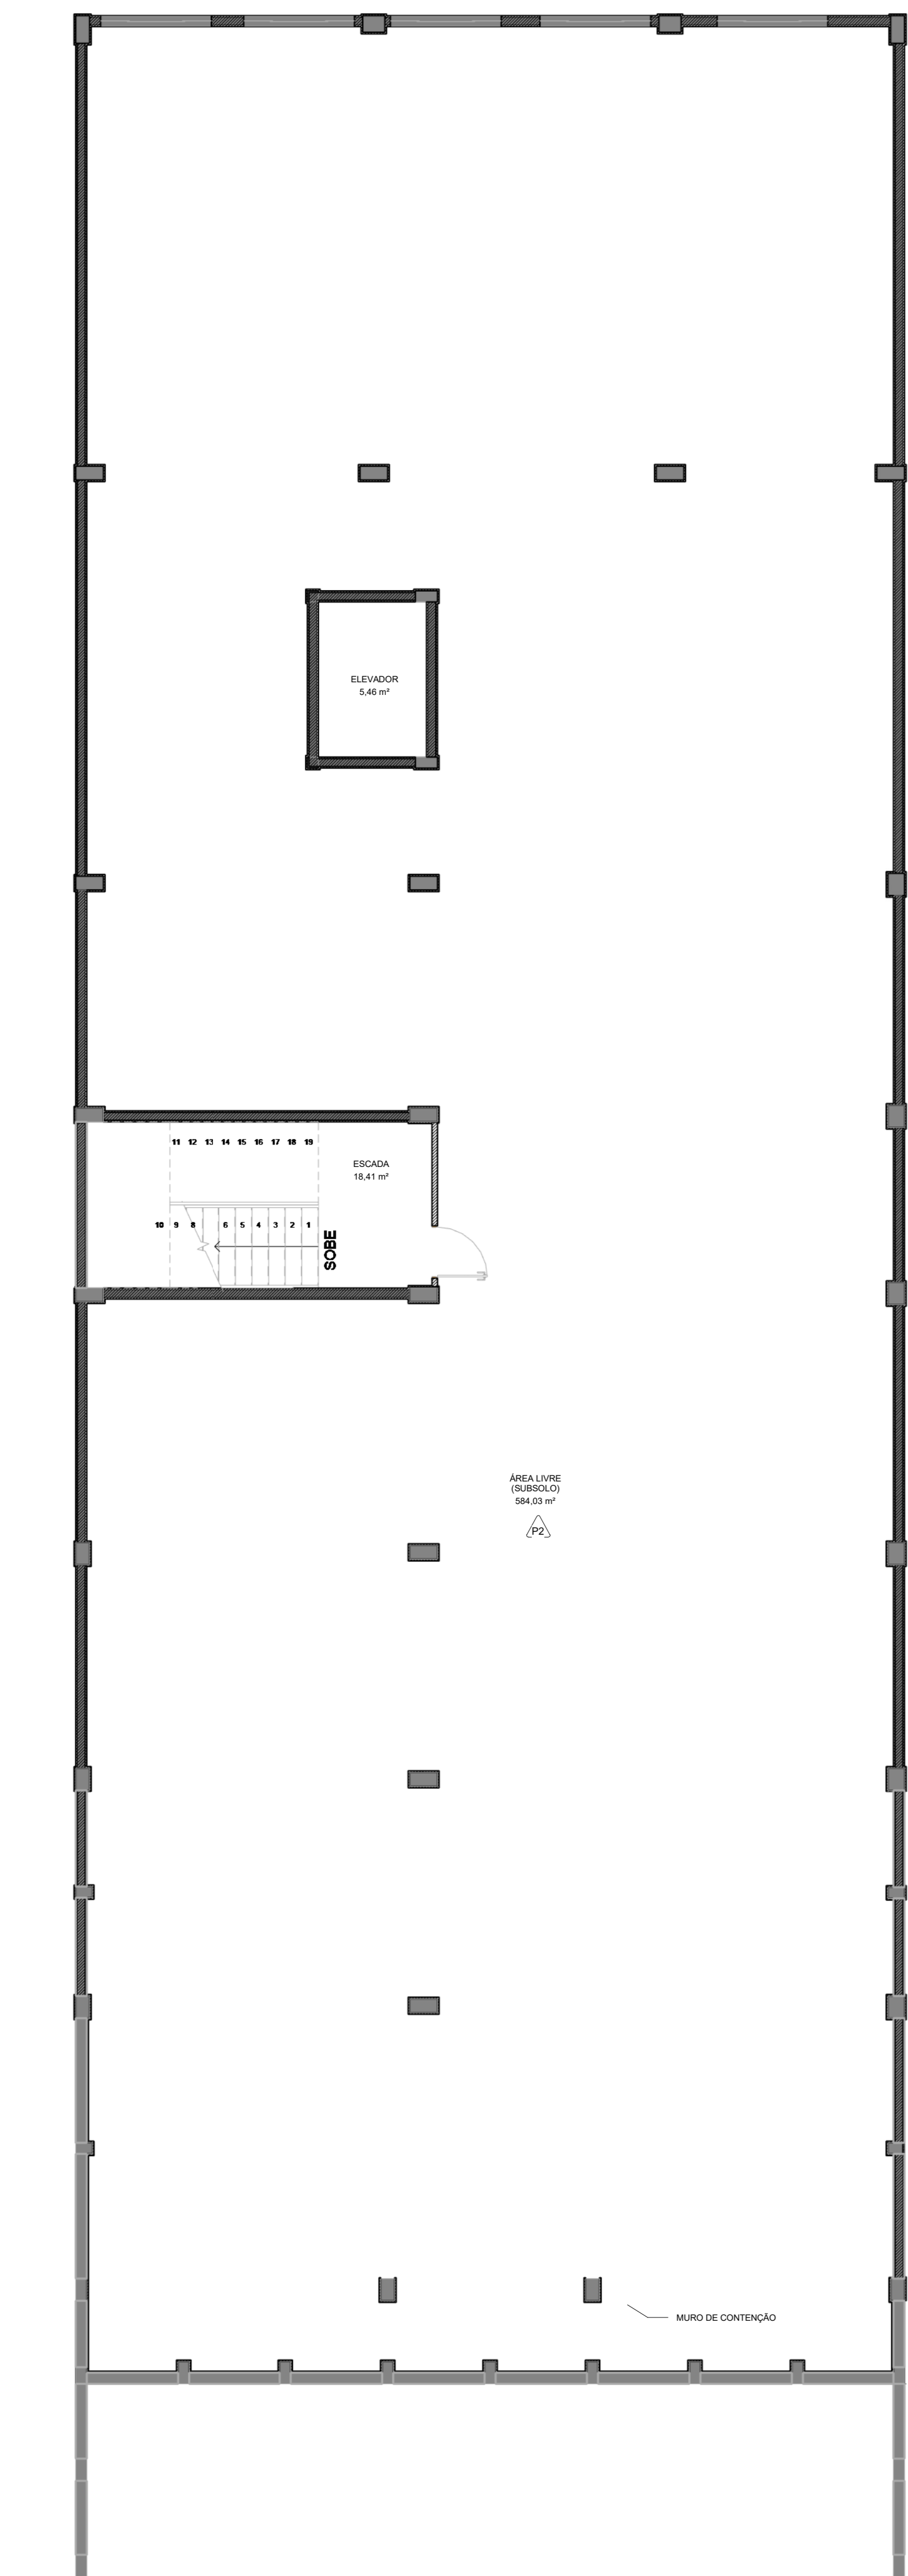 ELEVADOR
5,46 m²
11 12 13 14 15 16 17 18 19
ESCADA
18,41 m²
10 9 8 6 5 4 3 2 1
SOBE
ÁREA LIVRE
(SUBSOLO)
584,03 m²
P2
MURO DE CONTENÇÃO